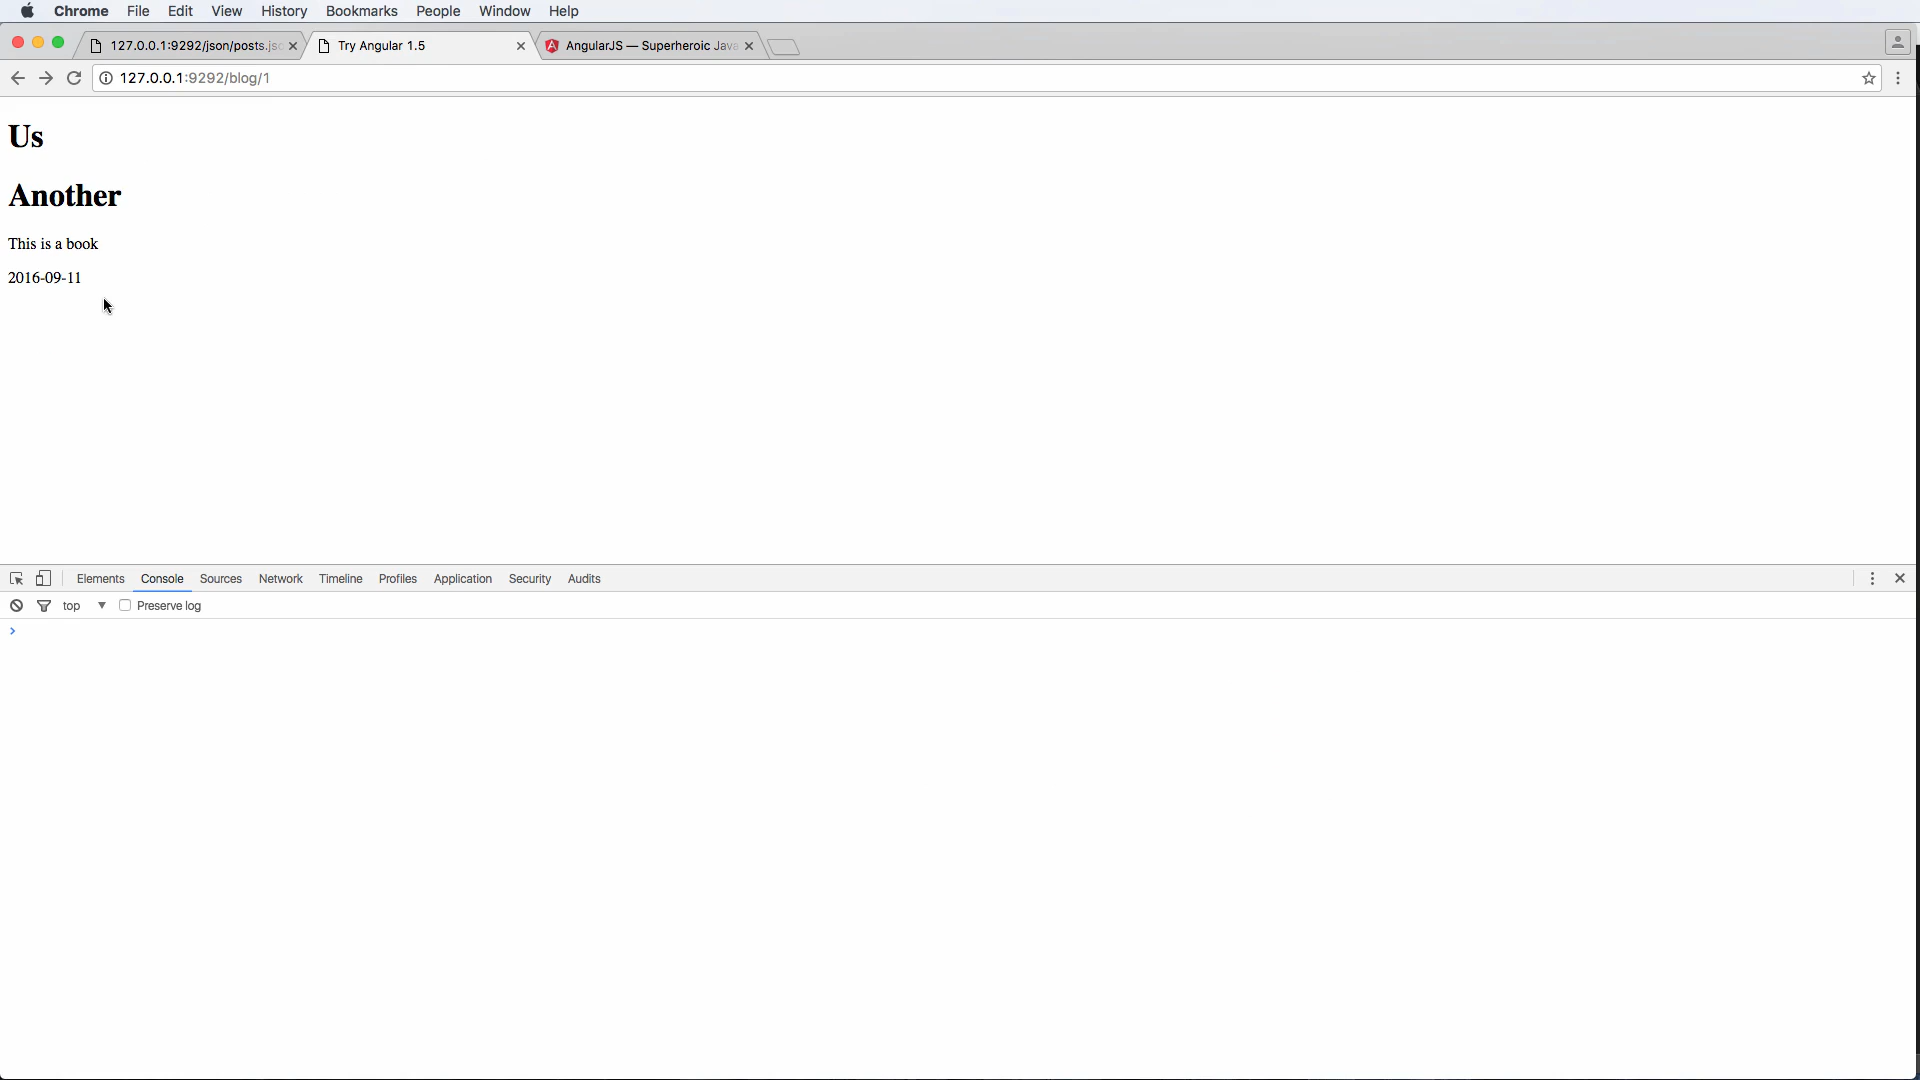 Chrome File Edit View History Bookmarks People Window Help
127.0.0.1:9292/json/posts.jsc Try Angular 1.5 AngularJS — Superheroic Java
127.0.0.1:9292/blog/1
Us
Another
This is a book
2016-09-11
Elements Console Sources Network Timeline Profiles Application Security Audits
top Preserve log